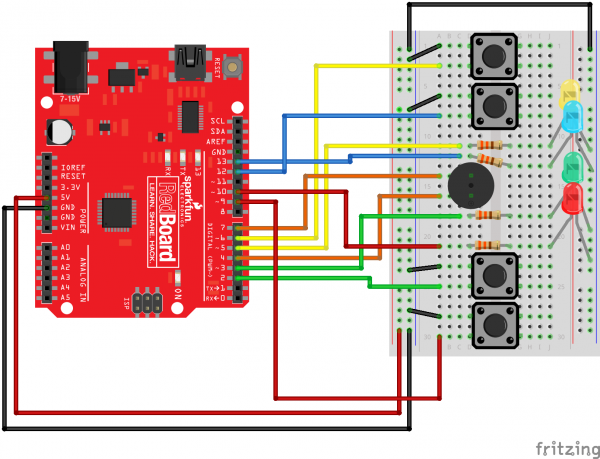 7-15V
RESET
SCL
SDA
AREF
GND
13
12
~11
~10
~9
8
7
~6
~5
4
~3
2
TX→1
RX←0
DIGITAL (PWM~)
RX
TX
13
IOREF
RESET
3.3V
5V
GND
GND
VIN
POWER
A0
A1
A2
A3
A4
A5
ANALOG IN
sparkfun
RedBoard
LEARN. SHARE. HACK.
ISP
ON
fritzing